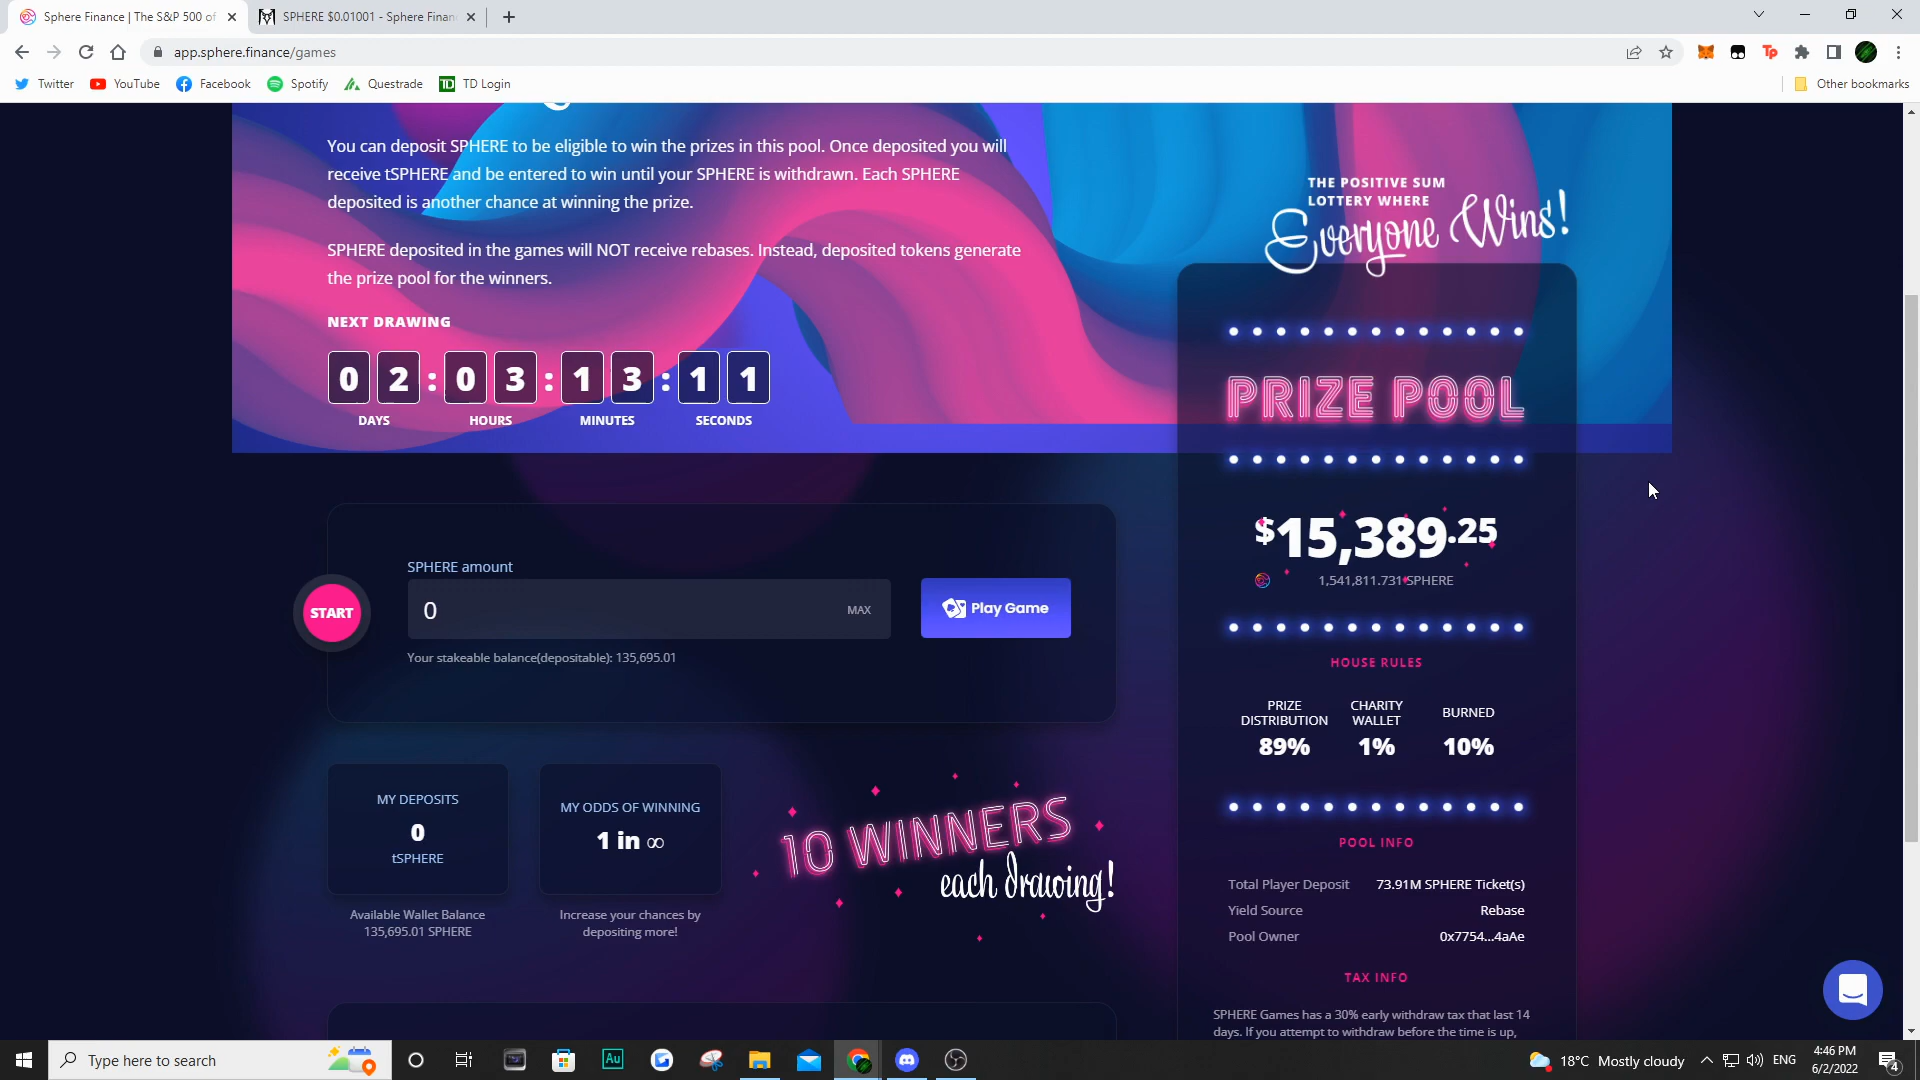 Sphere Finance | The S&P 500 of
SPHERE $0.01001 - Sphere Finan
app.sphere.finance/games
Twitter
YouTube
Facebook
Spotify
Questrade
TD Login
Other bookmarks
You can deposit SPHERE to be eligible to win the prizes in this pool. Once deposited you will
receive tSPHERE and be entered to win until your SPHERE is withdrawn. Each SPHERE
deposited is another chance at winning the prize.
SPHERE deposited in the games will NOT receive rebases. Instead, deposited tokens generate
the prize pool for the winners.
NEXT DRAWING
02:03:13:11
DAYS HOURS MINUTES SECONDS
THE POSITIVE SUM
LOTTERY WHERE
Everyone Wins!
PRIZE POOL
$15,389.25
1,541,811.731 SPHERE
HOUSE RULES
PRIZE DISTRIBUTION
89%
CHARITY WALLET
1%
BURNED
10%
POOL INFO
Total Player Deposit 73.91M SPHERE Ticket(s)
Yield Source Rebase
Pool Owner 0x7754...4aAe
TAX INFO
SPHERE Games has a 30% early withdraw tax that last 14
days. If you attempt to withdraw before the time is up,
START
SPHERE amount
0 MAX
Play Game
Your stakeable balance(depositable): 135,695.01
MY DEPOSITS
0
tSPHERE
Available Wallet Balance
135,695.01 SPHERE
MY ODDS OF WINNING
1 in ∞
Increase your chances by
depositing more!
10 WINNERS
each drawing!
Type here to search
Au
18°C Mostly cloudy
ENG
4:46 PM
6/2/2022
4